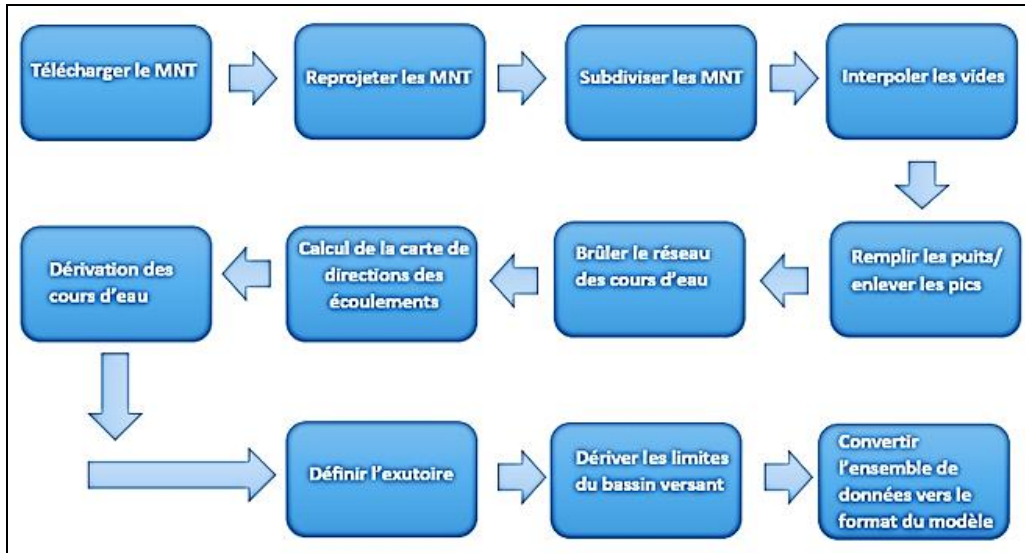 Télécharger le MNT
Reprojeter les MNT
Subdiviser les MNT
Interpoler les vides
Remplir les puits/
enlever les pics
Brûler le réseau
des cours d'eau
Calcul de la carte de
directions des
écoulements
Dérivation des
cours d'eau
Définir l'exutoire
Dériver les limites
du bassin versant
Convertir
l'ensemble de
données vers le
format du modèle